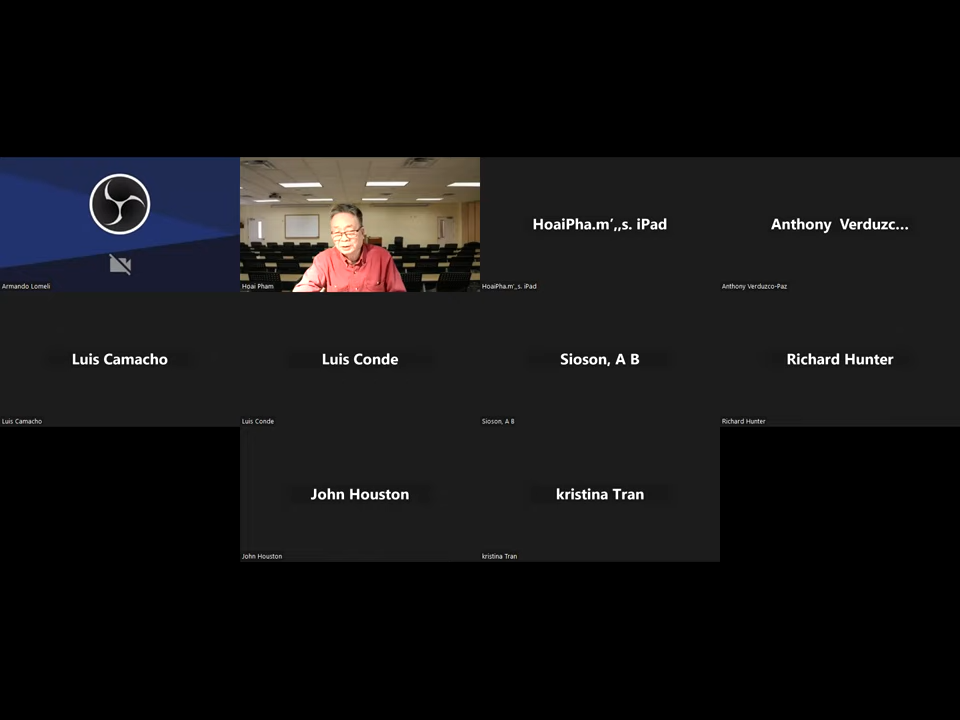 HoaiPha.m′,,s. iPad
Anthony Verduzc...
Armando Lomeli
Hoai Pham
HoaiPha.m′,,s. iPad
Anthony Verduzco-Paz
Luis Camacho
Luis Conde
Sioson, A B
Richard Hunter
Luis Camacho
Luis Conde
Sioson, A B
Richard Hunter
John Houston
kristina Tran
John Houston
kristina Tran